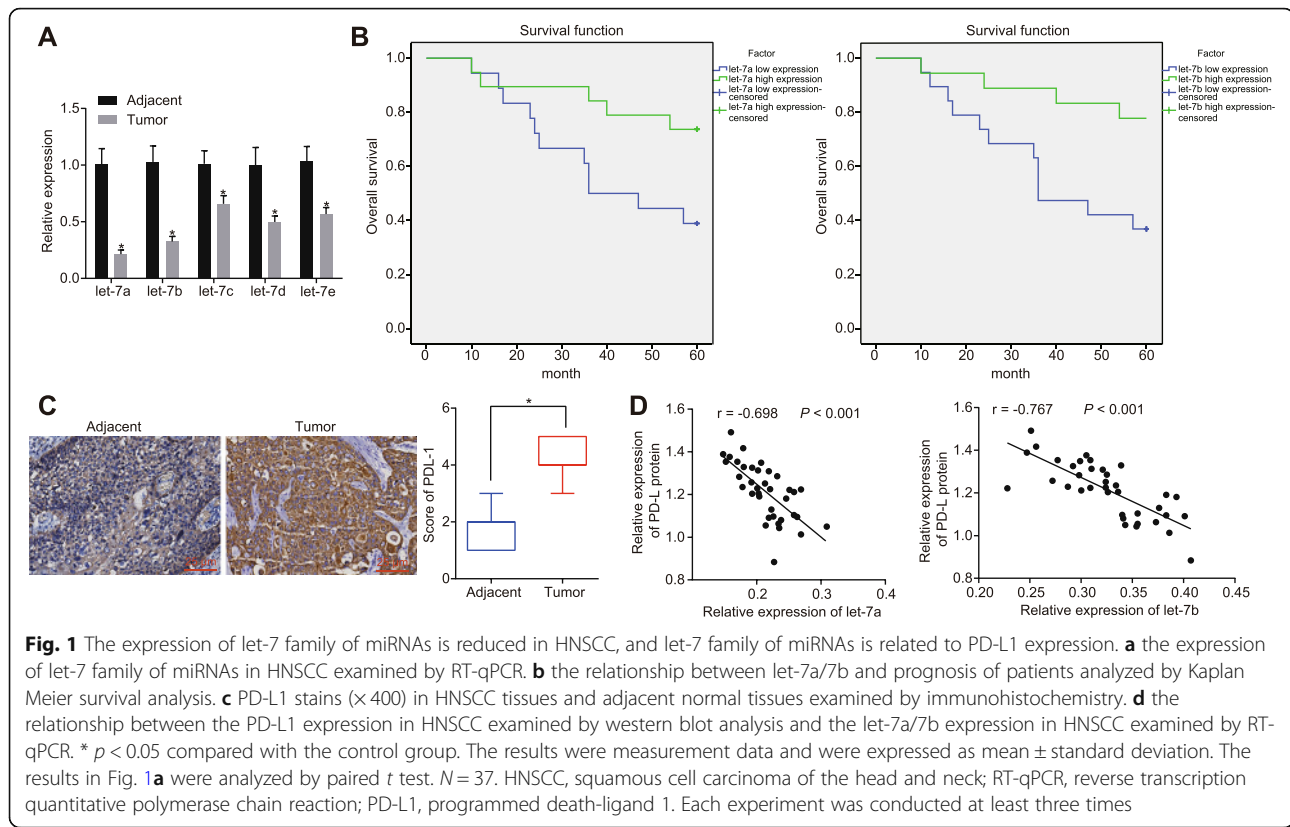 A
Adjacent
Tumor
Relative expression
1.5
1.0
0.5
0.0
*
*
*
*
*
let-7a
let-7b
let-7c
let-7d
let-7e
B
Survival function
Factor
let-7a low expression
let-7a high expression
let-7a low expression-
censored
let-7a high expression-
censored
Overall survival
1.0
0.8
0.6
0.4
0.2
0.0
0
10
20
30
40
50
60
month
Survival function
Factor
let-7b low expression
let-7b high expression
let-7b low expression-
censored
let-7b high expression-
censored
Overall survival
1.0
0.8
0.6
0.4
0.2
0.0
0
10
20
30
40
50
60
month
C
Adjacent
Tumor
Score of PDL-1
6
4
2
0
*
Adjacent
Tumor
D
r = -0.698
P < 0.001
Relative expression
of PD-L protein
1.6
1.4
1.2
1.0
0.8
0.2
0.3
0.4
Relative expression of let-7a
r = -0.767
P < 0.001
Relative expression
of PD-L protein
1.6
1.4
1.2
1.0
0.8
0.20
0.25
0.30
0.35
0.40
0.45
Relative expression of let-7b
Fig. 1 The expression of let-7 family of miRNAs is reduced in HNSCC, and let-7 family of miRNAs is related to PD-L1 expression. a the expression
of let-7 family of miRNAs in HNSCC examined by RT-qPCR. b the relationship between let-7a/7b and prognosis of patients analyzed by Kaplan
Meier survival analysis. c PD-L1 stains (× 400) in HNSCC tissues and adjacent normal tissues examined by immunohistochemistry. d the
relationship between the PD-L1 expression in HNSCC examined by western blot analysis and the let-7a/7b expression in HNSCC examined by RT-
qPCR. * p < 0.05 compared with the control group. The results were measurement data and were expressed as mean ± standard deviation. The
results in Fig. 1a were analyzed by paired t test. N = 37. HNSCC, squamous cell carcinoma of the head and neck; RT-qPCR, reverse transcription
quantitative polymerase chain reaction; PD-L1, programmed death-ligand 1. Each experiment was conducted at least three times